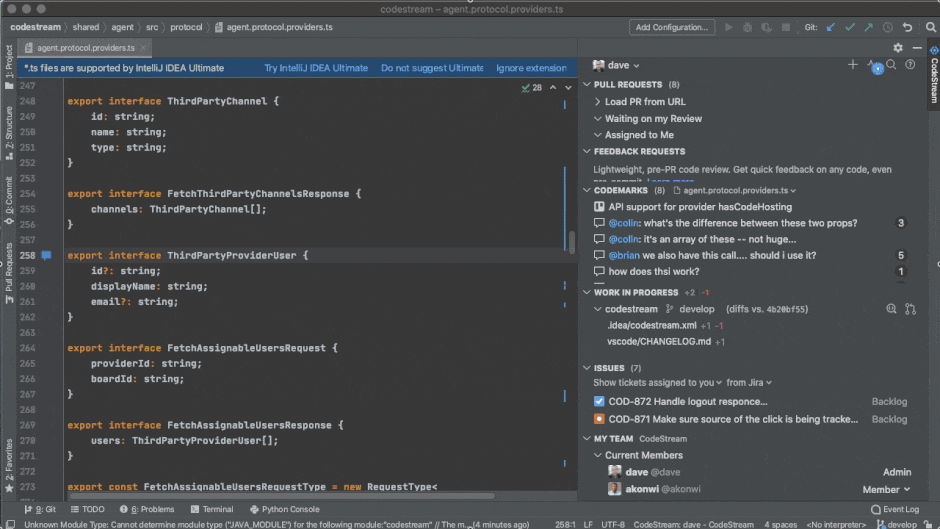 codestream – agent.protocol.providers.ts
codestream
shared
agent
src
protocol
agent.protocol.providers.ts
Add Configuration...
Git:
agent.protocol.providers.ts
*.ts files are supported by IntelliJ IDEA Ultimate
Try IntelliJ IDEA Ultimate
Do not suggest Ultimate
Ignore extension
1: Project
Z: Structure
0: Commit
Pull Requests
2: Favorites
28
247
248 export interface ThirdPartyChannel {
249 id: string;
250 name: string;
251 type: string;
252 }
253
254 export interface FetchThirdPartyChannelsResponse {
255 channels: ThirdPartyChannel[];
256 }
257
258 export interface ThirdPartyProviderUser {
259 id?: string;
260 displayName: string;
261 email?: string;
262 }
263
264 export interface FetchAssignableUsersRequest {
265 providerId: string;
266 boardId: string;
267 }
268
269 export interface FetchAssignableUsersResponse {
270 users: ThirdPartyProviderUser[];
271 }
272
273 export const FetchAssignableUsersRequestType = new RequestType<
dave
CodeStream
PULL REQUESTS (8)
Load PR from URL
Waiting on my Review
Assigned to Me
FEEDBACK REQUESTS
Lightweight, pre-PR code review. Get quick feedback on any code, even
CODEMARKS (8) agent.protocol.providers.ts
API support for provider hasCodeHosting
@colin: what's the difference between these two props? 3
@colin: it's an array of these -- not huge...
@brian we also have this call.... should i use it? 5
how does thsi work? 1
WORK IN PROGRESS +2 -1
codestream develop (diffs vs. 4b20bf55)
.idea/codestream.xml +1 -1
vscode/CHANGELOG.md +1
ISSUES (7)
Show tickets assigned to you from Jira
COD-872 Handle logout responce... Backlog
COD-871 Make sure source of the click is being tracke... Backlog
MY TEAM CodeStream
Current Members
dave @dave Admin
akonwi @akonwi Member
9: Git
TODO
6: Problems
Terminal
Python Console
Event Log
Unknown Module Type: Cannot determine module type ("JAVA_MODULE") for the following module:"codestream" // The m... (4 minutes ago)
258:1 LF UTF-8 CodeStream: dave - CodeStream 4 spaces <No interpreter> develop